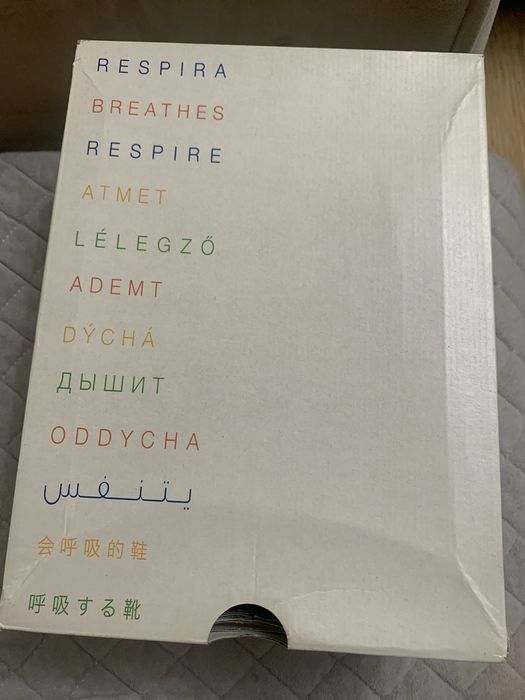 RESPIRA
BREATHES
RESPIRE
ATMET
LÉLEGZŐ
ADEMT
DÝCHÁ
ДЫШИТ
ODDYCHA
يتنفس
会呼吸的鞋
呼吸する靴